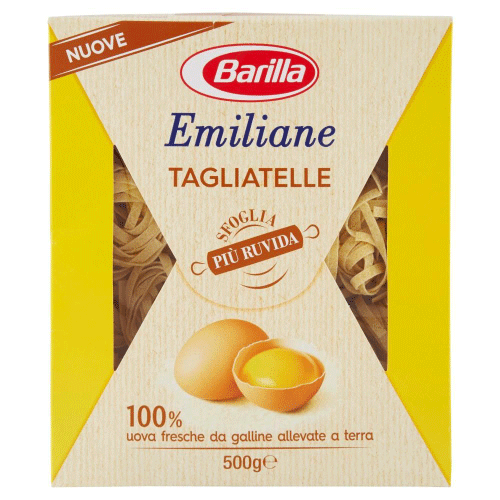 NUOVE
Barilla
Emiliane
TAGLIATELLE
SFOGLIA
PIÙ RUVIDA
100%
uova fresche da galline allevate a terra
500g℮